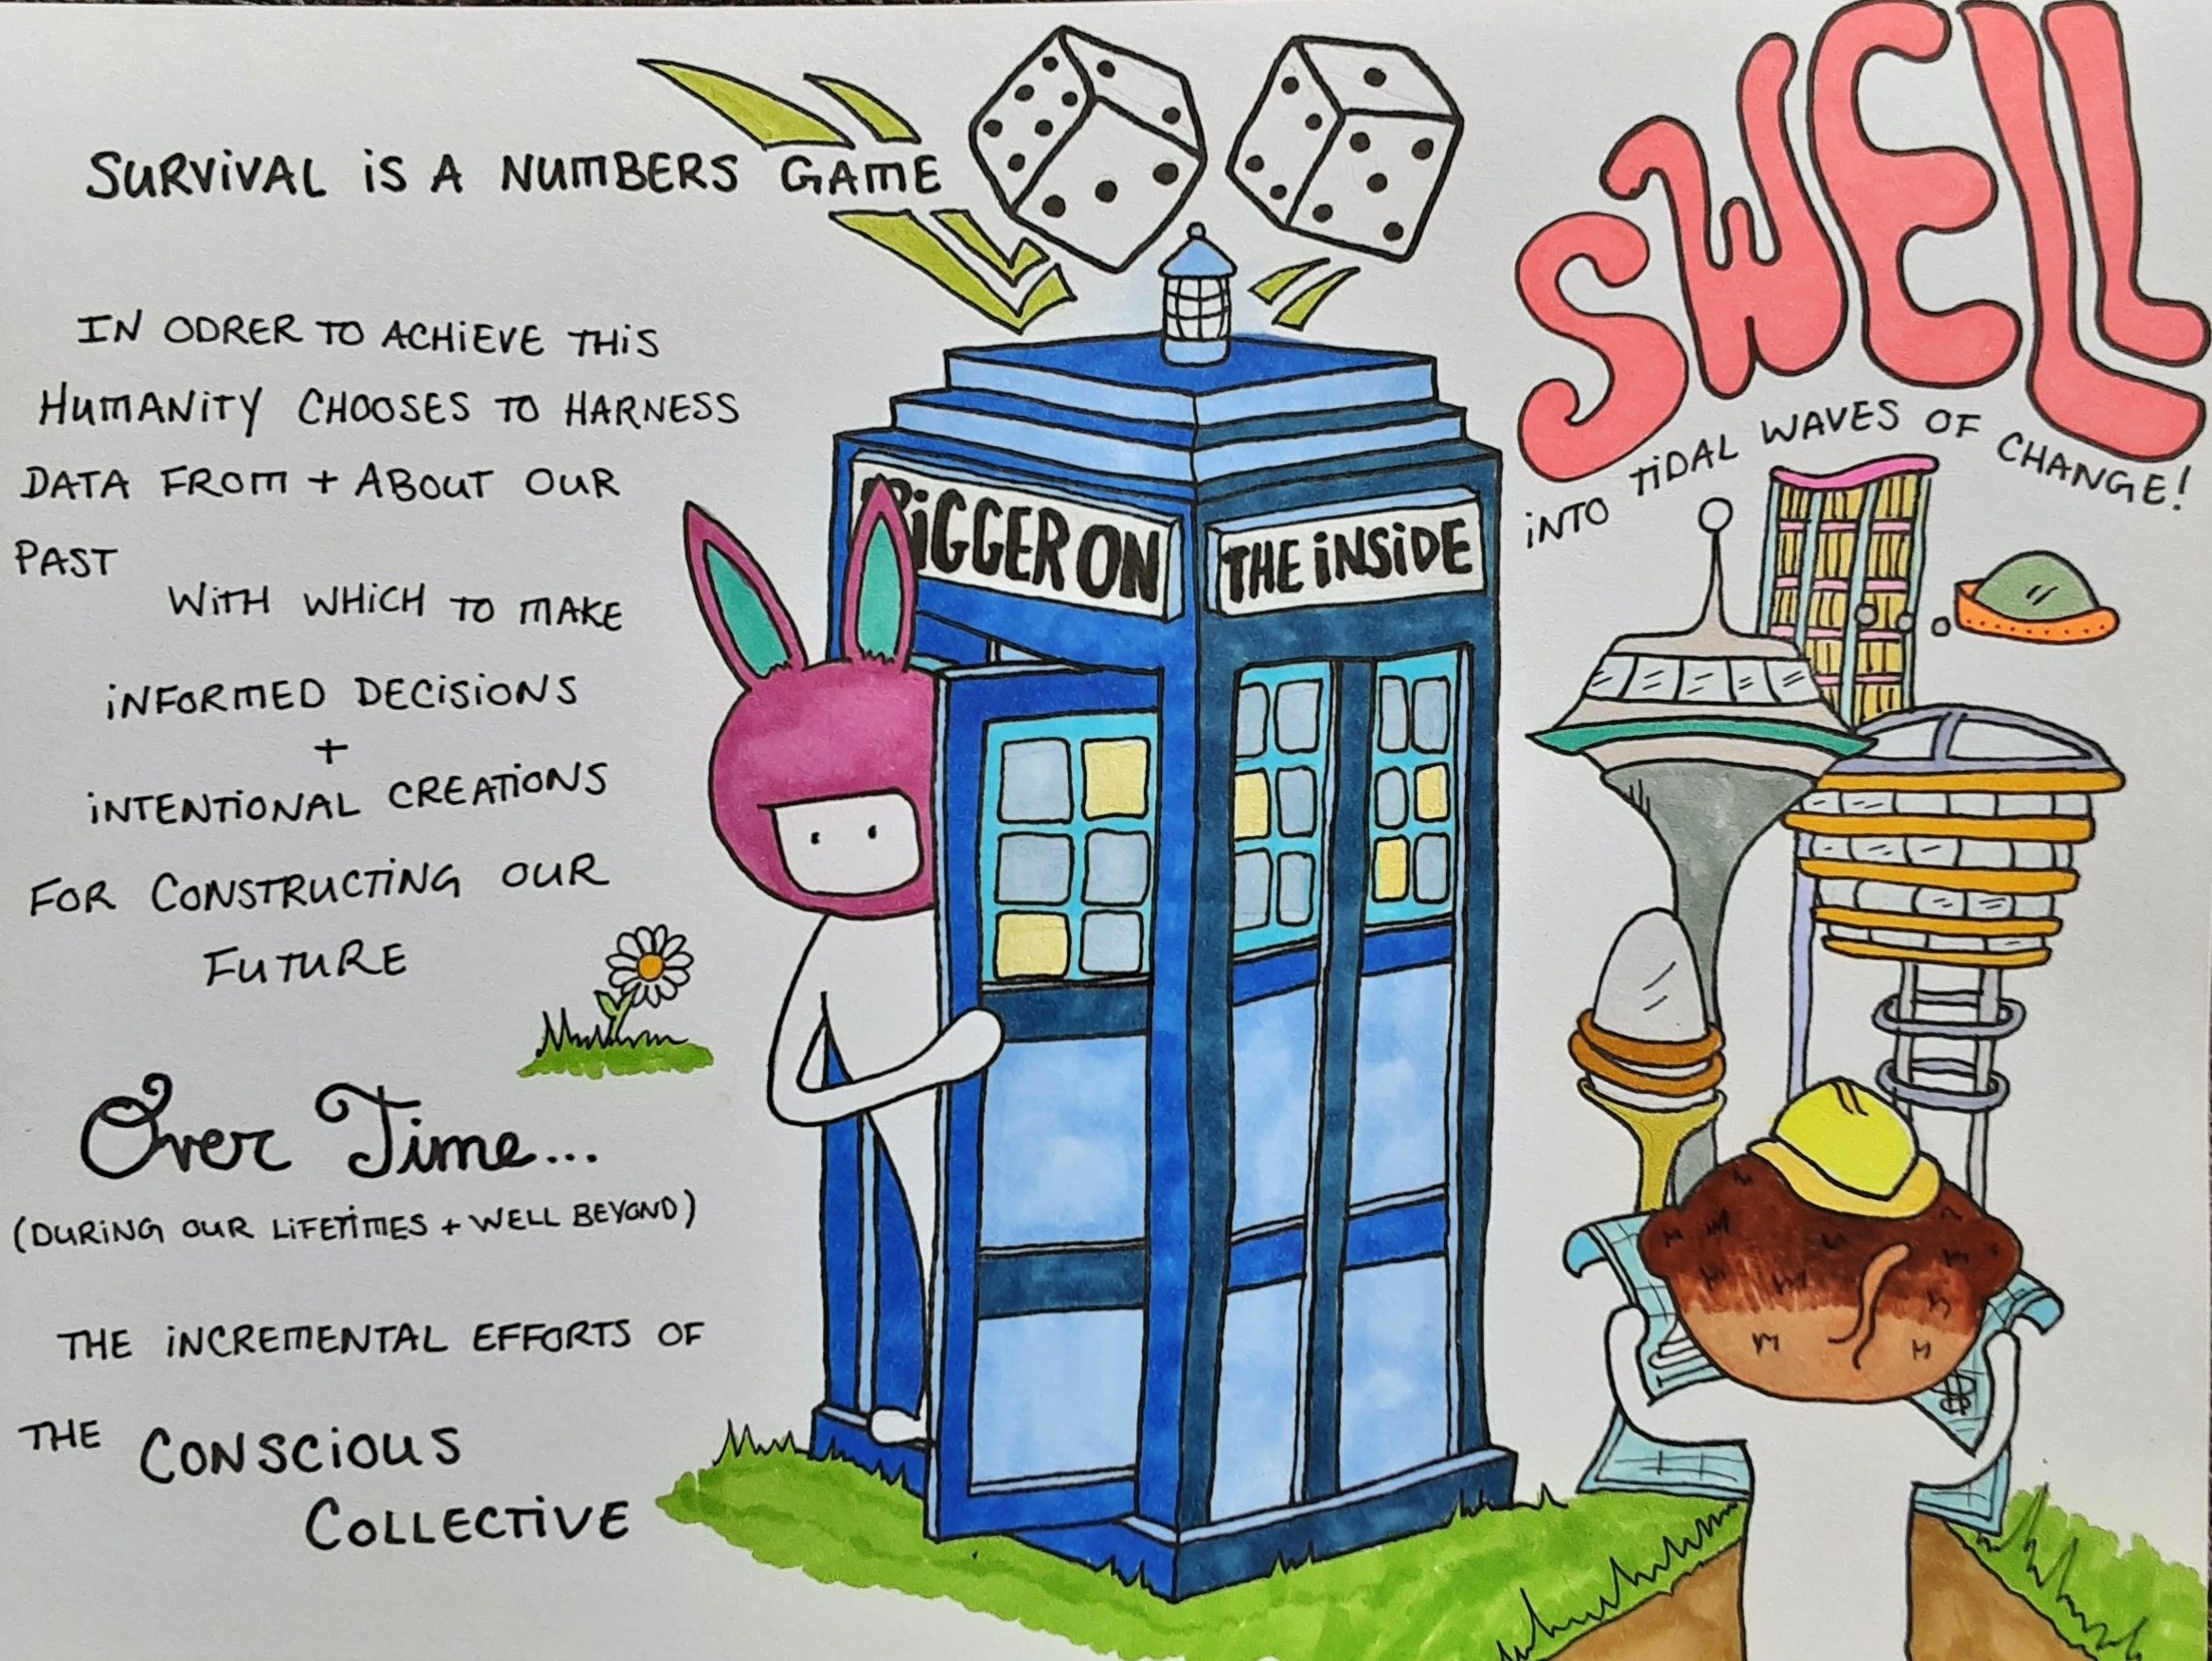 SURVIVAL IS A NUMBERS GAME
IN ODRER TO ACHIEVE THIS
HUMANITY CHOOSES TO HARNESS
DATA FROM + ABOUT OUR
PAST
WITH WHICH TO MAKE
INFORMED DECISIONS
+
INTENTIONAL CREATIONS
FOR CONSTRUCTING OUR
FUTURE
Over Time...
(DURING OUR LIFETIMES + WELL BEYOND)
THE INCREMENTAL EFFORTS OF
THE CONSCIOUS
COLLECTIVE
BIGGER ON
THE INSIDE
SWELL
INTO TIDAL WAVES OF CHANGE!